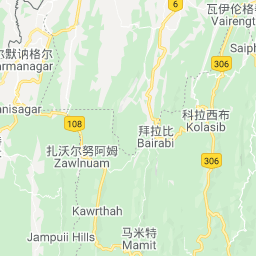 6
瓦伊伦格
Vairengt
尔默讷格尔
armanagar
Saiph
306
anisagar
108
拜拉比
Bairabi
科拉西布
Kolasib
扎沃尔努阿姆
Zawlnuam
306
Kawrthah
马米特
Mamit
Jampuii Hills